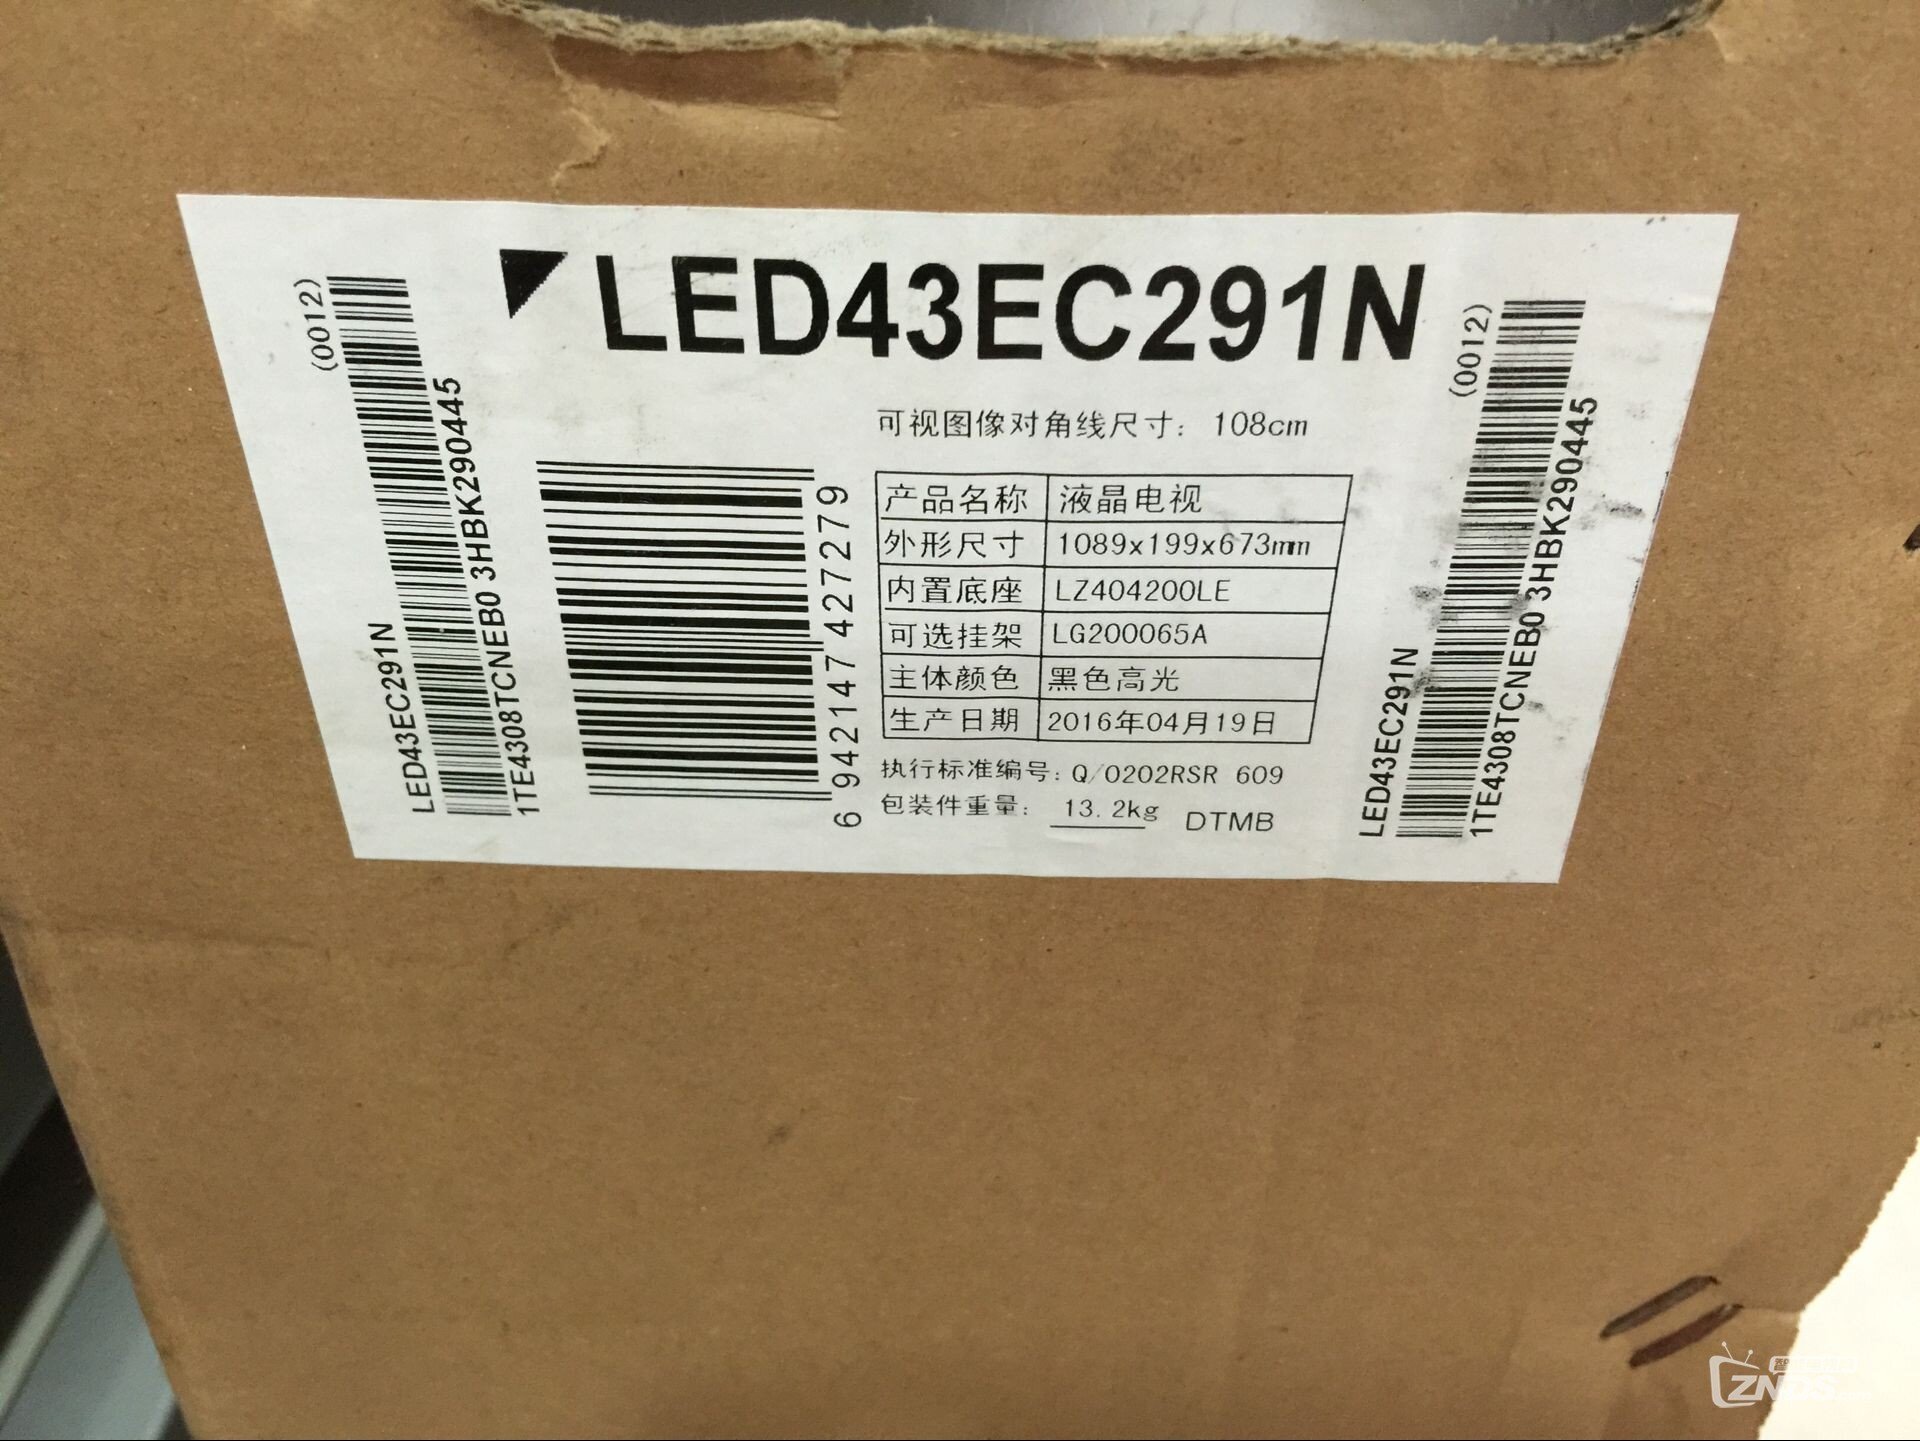 LED43EC291N
(0012)
LED43EC291N
1TE4308TCNEB0 3HBK290445
6942147427279
可视图像对角线尺寸: 108cm
产品名称 液晶电视
外形尺寸 1089x199x673mm
内置底座 LZ404200LE
可选挂架 LG200065A
主体颜色 黑色高光
生产日期 2016年04月19日
执行标准编号: Q/0202RSR 609
包装件重量: 13.2kg DTMB
(0012)
LED43EC291N
1TE4308TCNEB0 3HBK290445
ZNDS.com